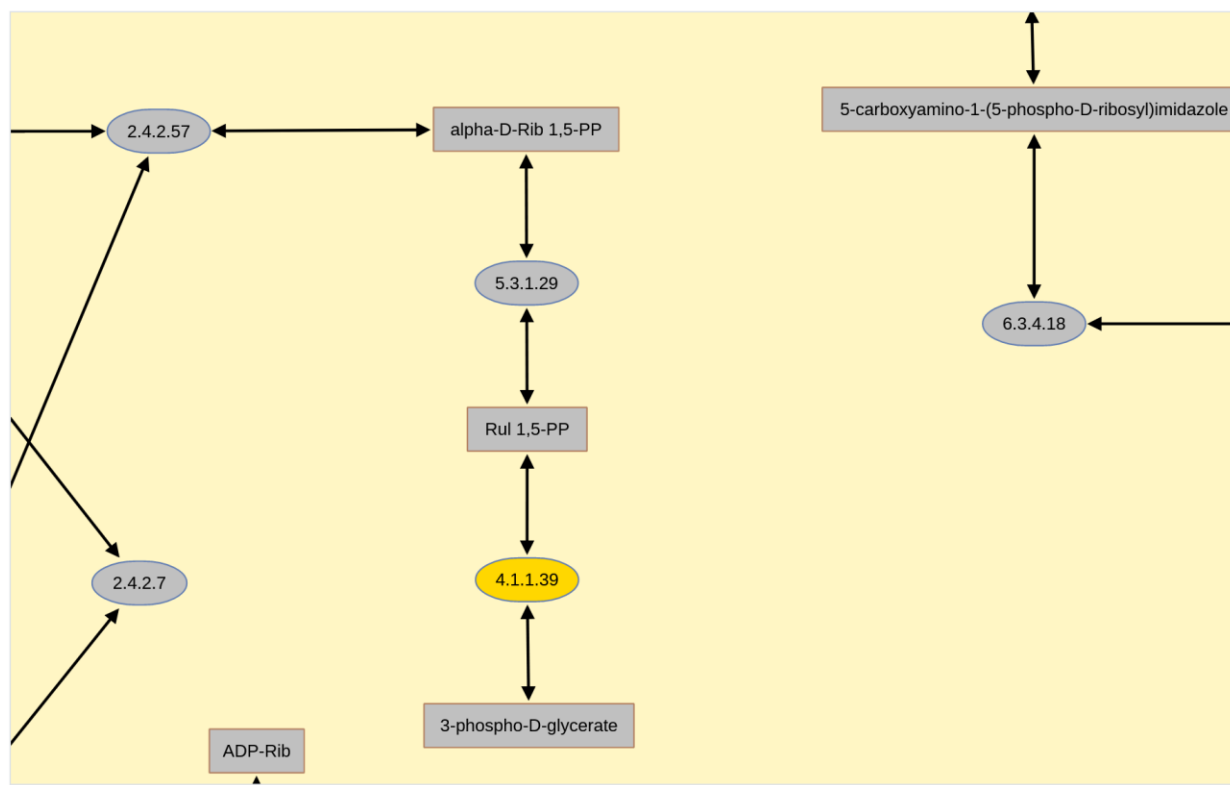 5-carboxyamino-1-(5-phospho-D-ribosyl)imidazole
2.4.2.57
alpha-D-Rib 1,5-PP
5.3.1.29
6.3.4.18
Rul 1,5-PP
2.4.2.7
4.1.1.39
3-phospho-D-glycerate
ADP-Rib